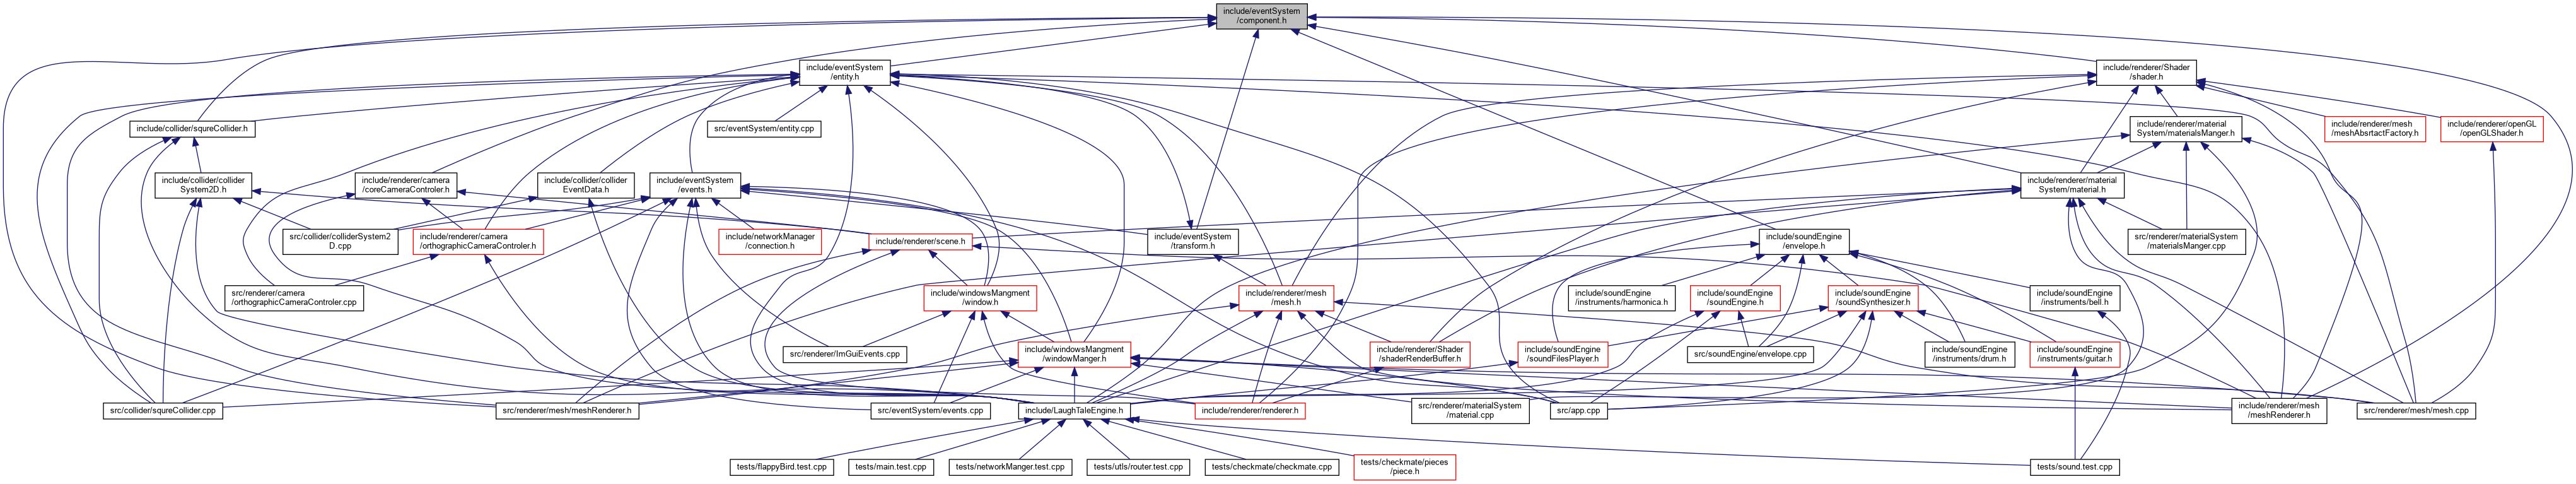 include/eventSystem
/component.h
include/eventSystem
/entity.h
include/renderer/Shader
/shader.h
include/collider/squreCollider.h
src/eventSystem/entity.cpp
include/renderer/material
System/materialsManger.h
include/renderer/mesh
/meshAbsrtactFactory.h
include/renderer/openGL
/openGLShader.h
include/collider/collider
System2D.h
include/renderer/camera
/coreCameraControler.h
include/collider/collider
EventData.h
include/eventSystem
/events.h
include/renderer/material
System/material.h
src/collider/colliderSystem2
D.cpp
include/renderer/camera
/orthographicCameraControler.h
include/networkManager
/connection.h
include/renderer/scene.h
include/eventSystem
/transform.h
include/soundEngine
/envelope.h
src/renderer/materialSystem
/materialsManger.cpp
src/renderer/camera
/orthographicCameraControler.cpp
include/windowsMangment
/window.h
include/renderer/mesh
/mesh.h
include/soundEngine
/instruments/harmonica.h
include/soundEngine
/soundEngine.h
include/soundEngine
/soundSynthesizer.h
include/soundEngine
/instruments/bell.h
src/renderer/ImGuiEvents.cpp
include/windowsMangment
/windowManger.h
include/renderer/Shader
/shaderRenderBuffer.h
include/soundEngine
/soundFilesPlayer.h
src/soundEngine/envelope.cpp
include/soundEngine
/instruments/drum.h
include/soundEngine
/instruments/guitar.h
src/collider/squreCollider.cpp
src/renderer/mesh/meshRenderer.h
src/eventSystem/events.cpp
include/LaughTaleEngine.h
include/renderer/renderer.h
src/renderer/materialSystem
/material.cpp
src/app.cpp
include/renderer/mesh
/meshRenderer.h
src/renderer/mesh/mesh.cpp
tests/flappyBird.test.cpp
tests/main.test.cpp
tests/networkManger.test.cpp
tests/utls/router.test.cpp
tests/checkmate/checkmate.cpp
tests/checkmate/pieces
/piece.h
tests/sound.test.cpp